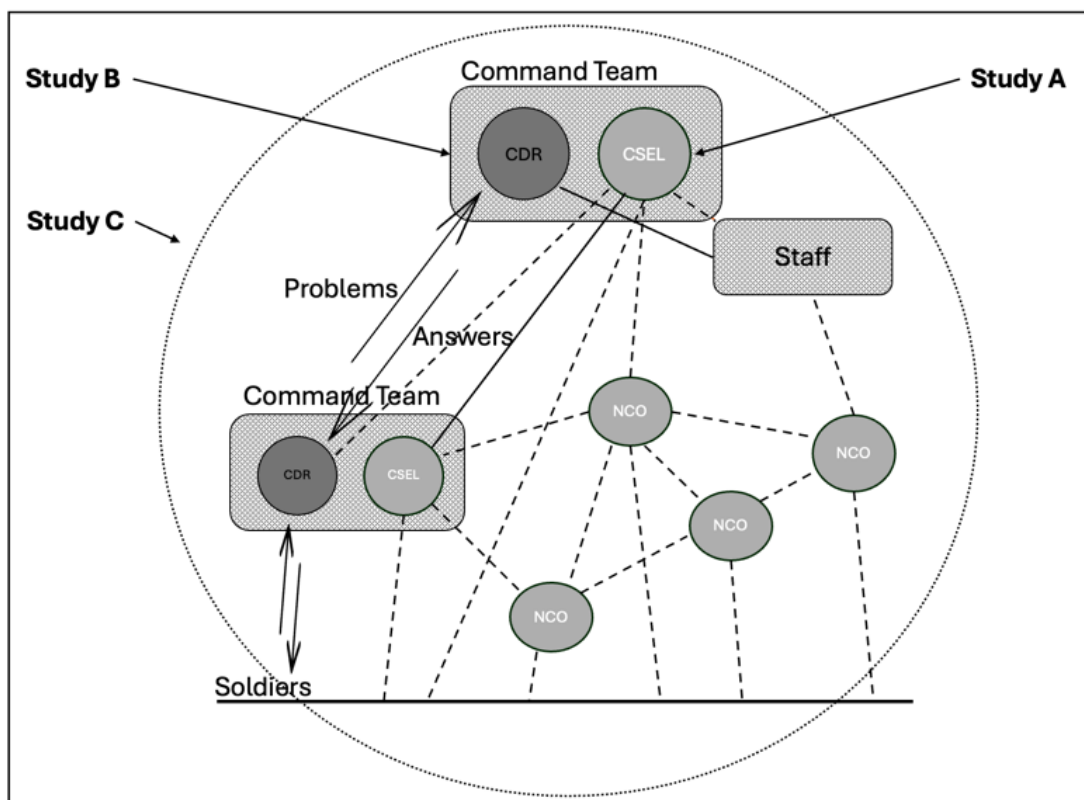 Command Team
Study B
Study A
CDR
CSEL
Study C
Staff
Problems
Answers
Command Team
NCO
NCO
CDR
CSEL
NCO
NCO
Soldiers